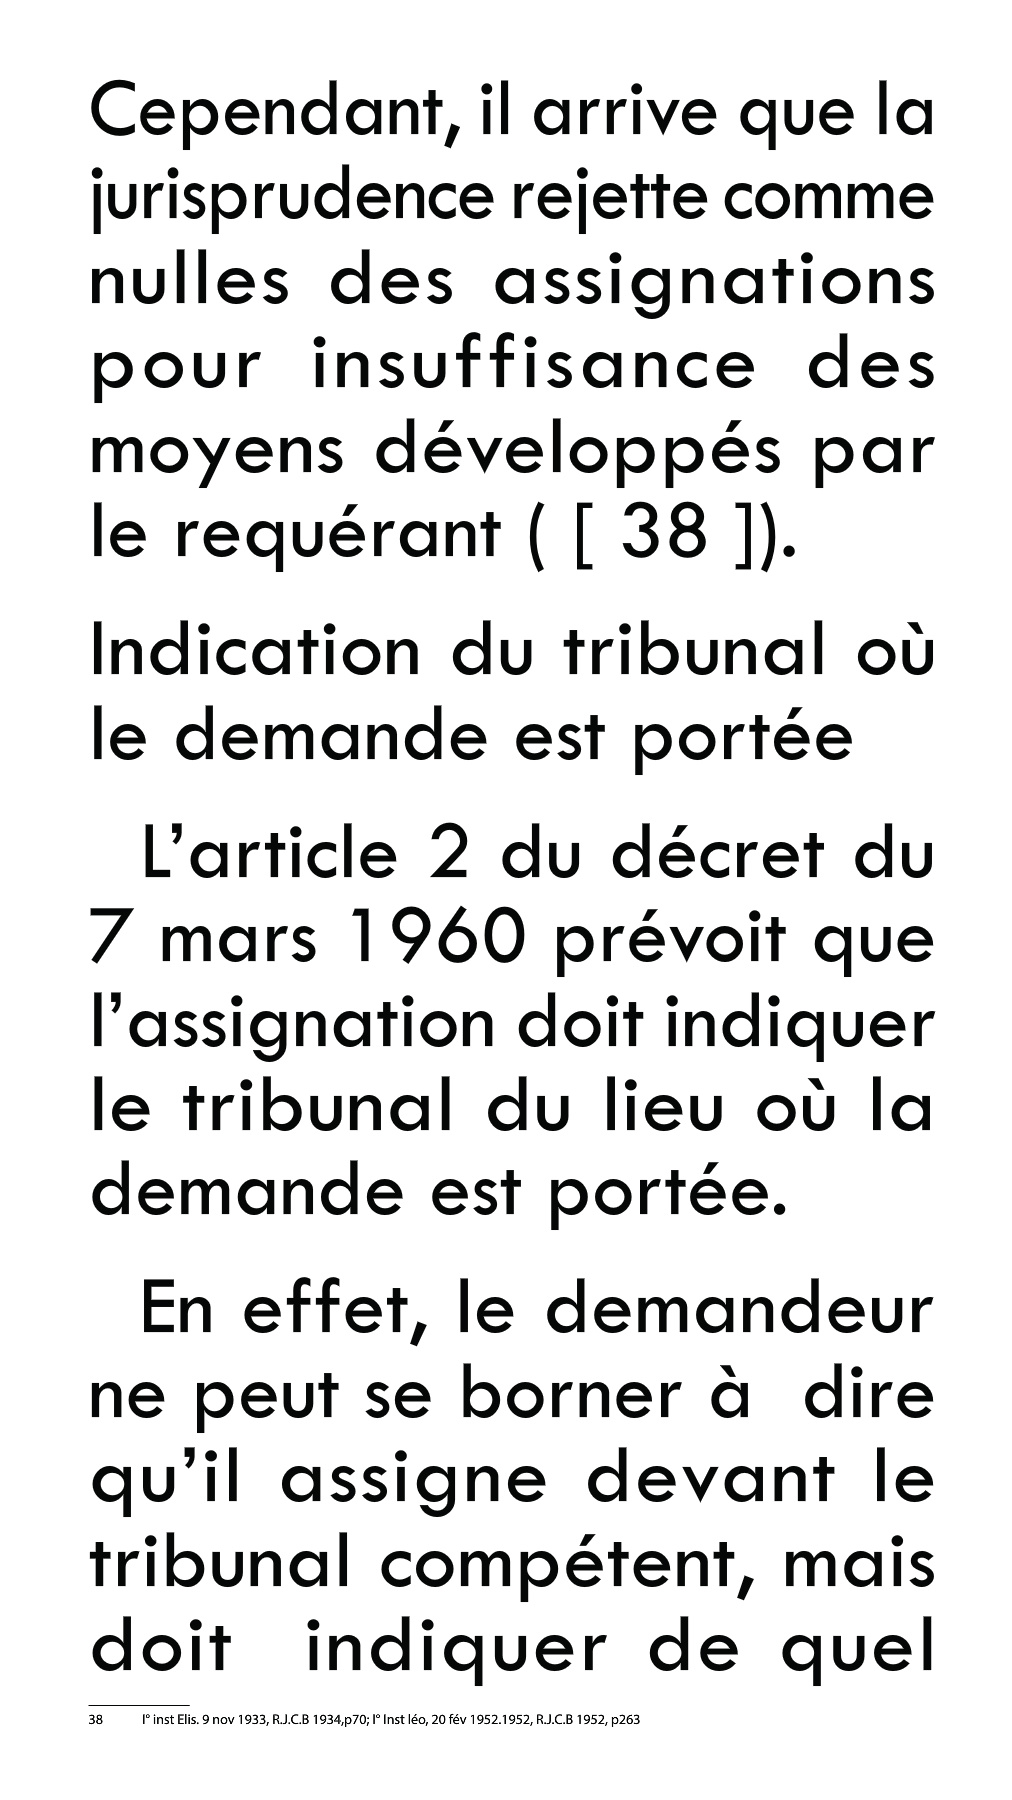 Cependant, il arrive que la
jurisprudence rejette comme
nulles des assignations
pour insuffisance des
moyens développés par
le requérant ( [ 38 ]).
Indication du tribunal où
le demande est portée
L’article 2 du décret du
7 mars 1960 prévoit que
l’assignation doit indiquer
le tribunal du lieu où la
demande est portée.
En effet, le demandeur
ne peut se borner à dire
qu’il assigne devant le
tribunal compétent, mais
doit indiquer de quel
38 I° inst Elis. 9 nov 1933, R.J.C.B 1934,p70; I° Inst léo, 20 fév 1952.1952, R.J.C.B 1952, p263